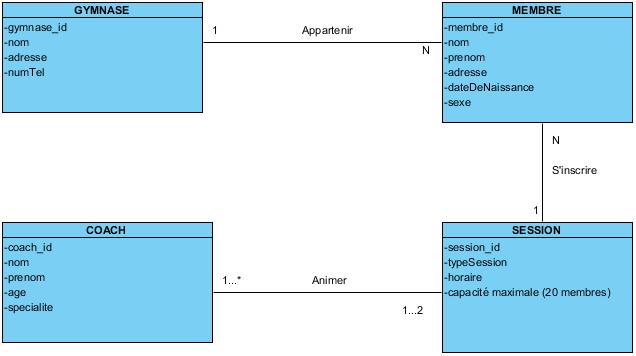 GYMNASE
-gymnase_id
-nom
-adresse
-numTel
1
Appartenir
N
MEMBRE
-membre_id
-nom
-prenom
-adresse
-dateDeNaissance
-sexe
N
S'inscrire
1
COACH
-coach_id
-nom
-prenom
-age
-specialite
1...*
Animer
1...2
SESSION
-session_id
-typeSession
-horaire
-capacité maximale (20 membres)